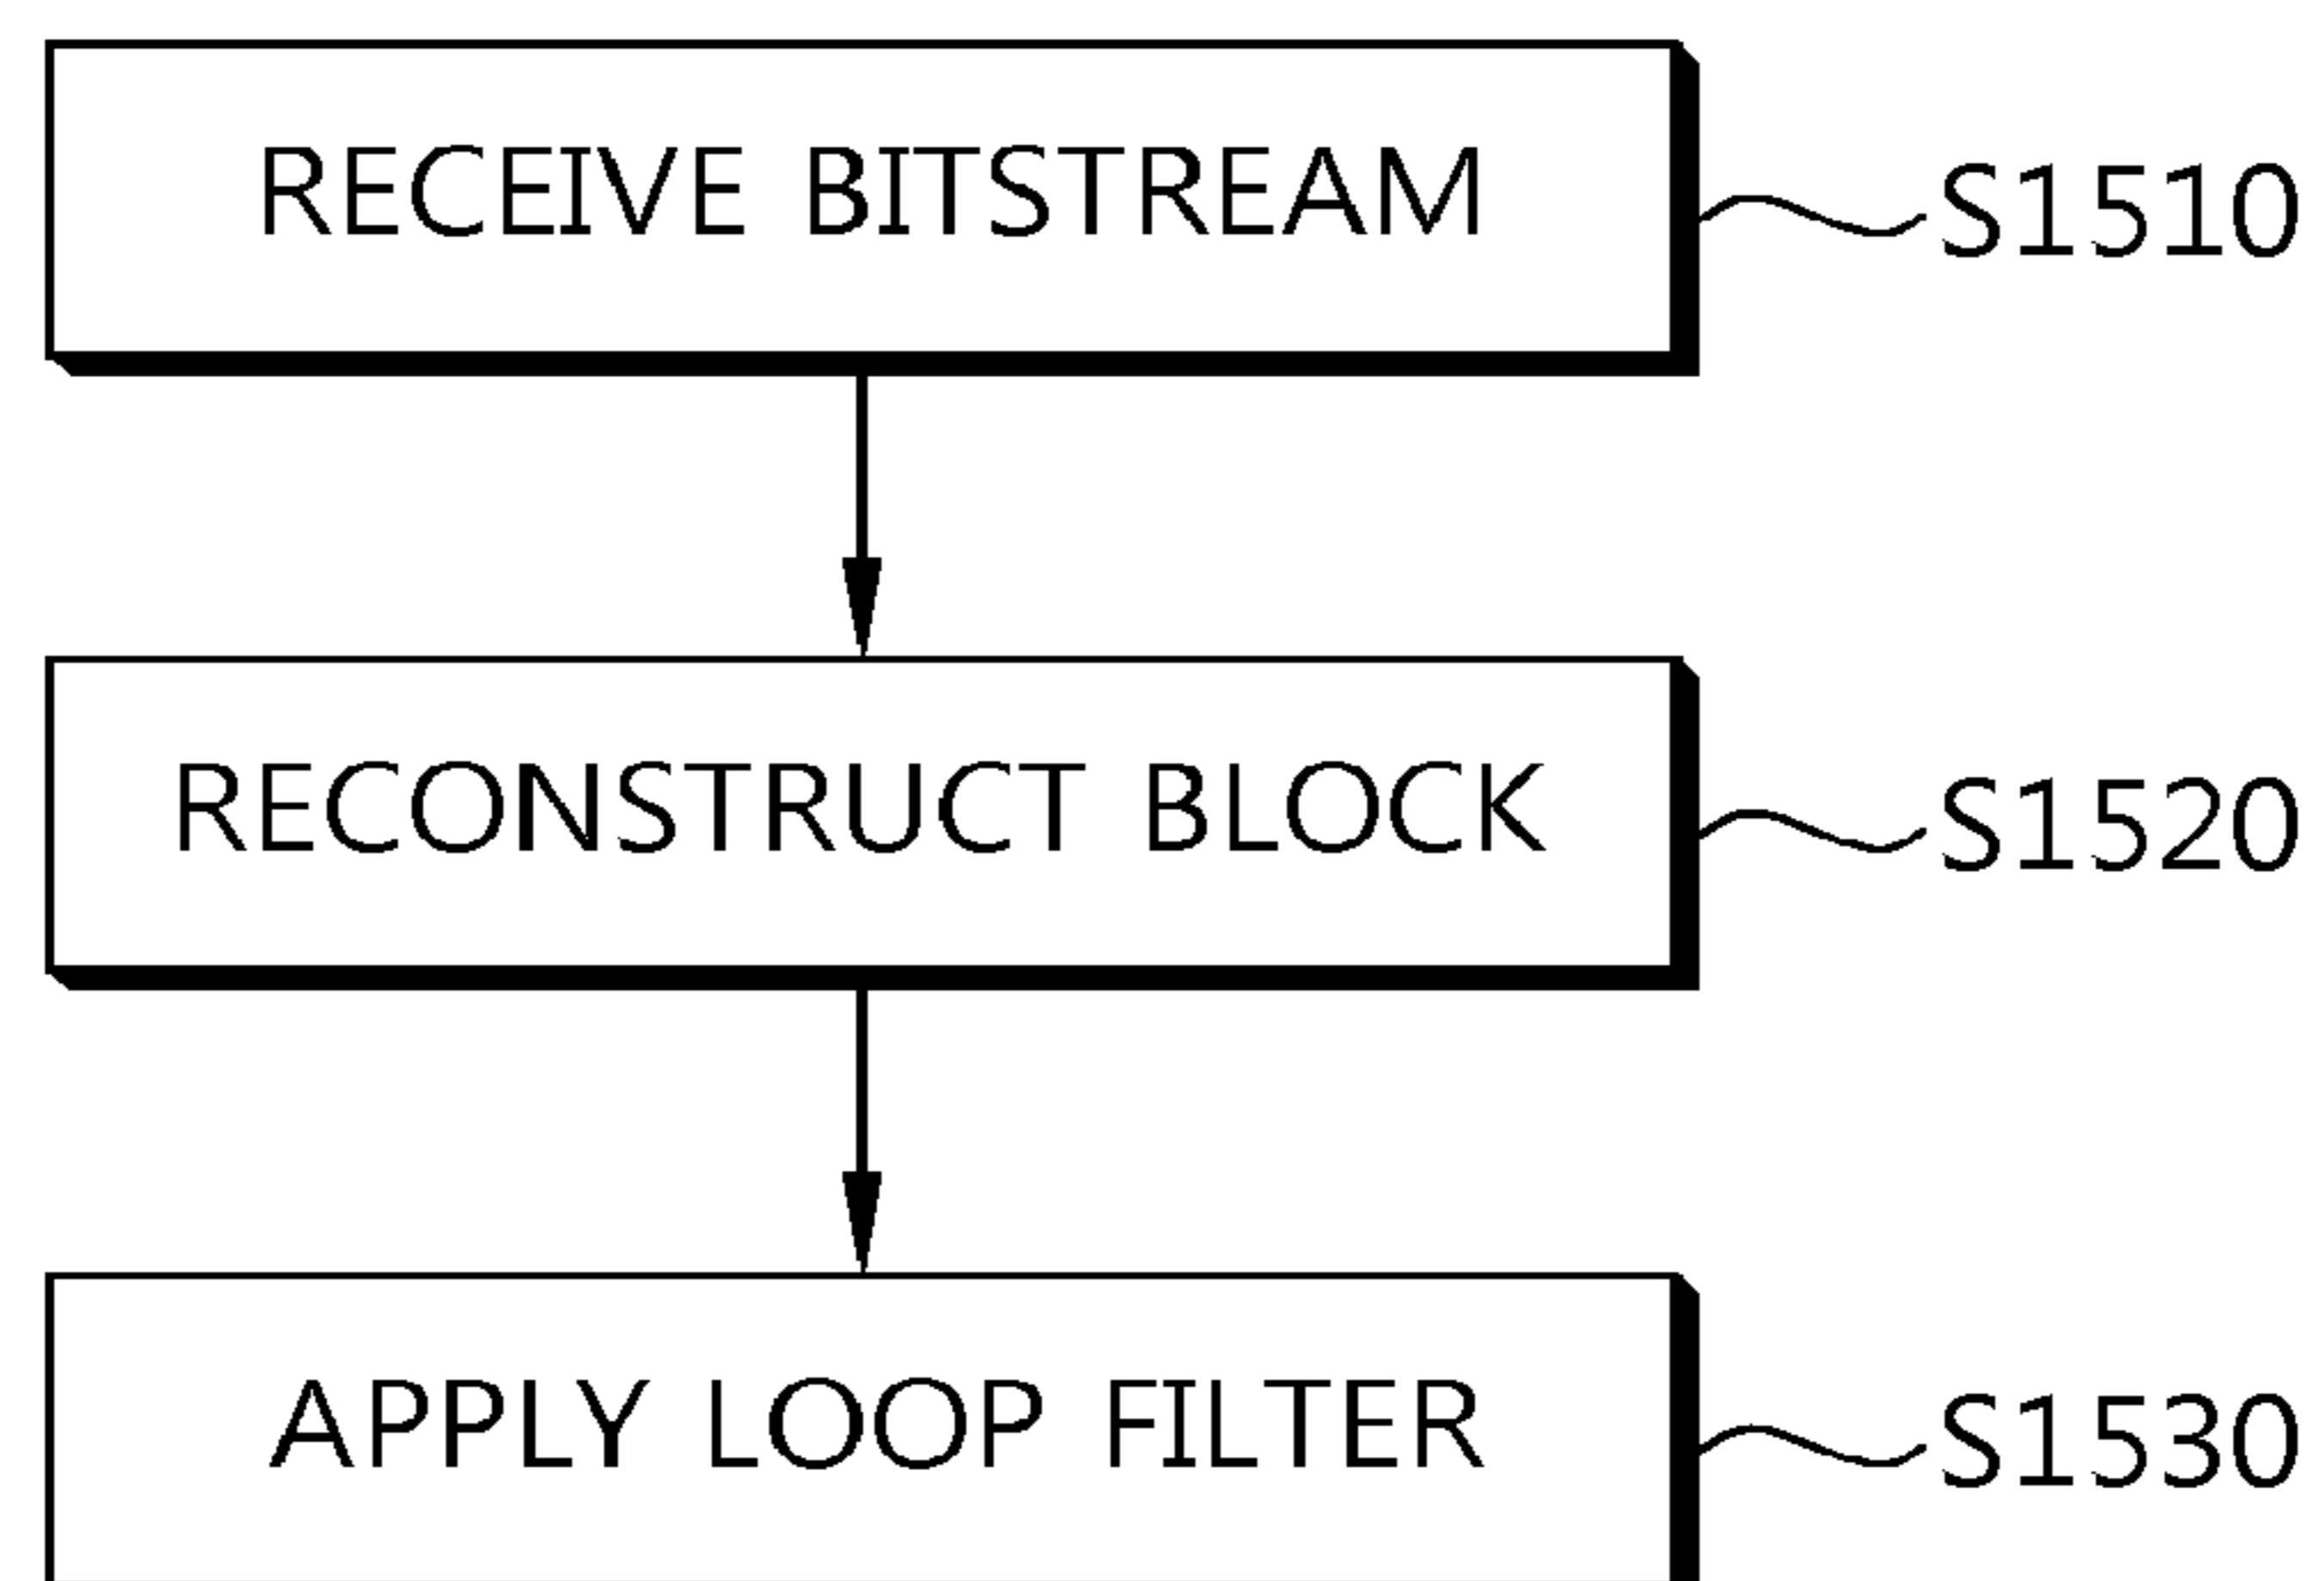 RECEIVE BITSTREAM
S1510
RECONSTRUCT BLOCK
S1520
APPLY LOOP FILTER
S1530